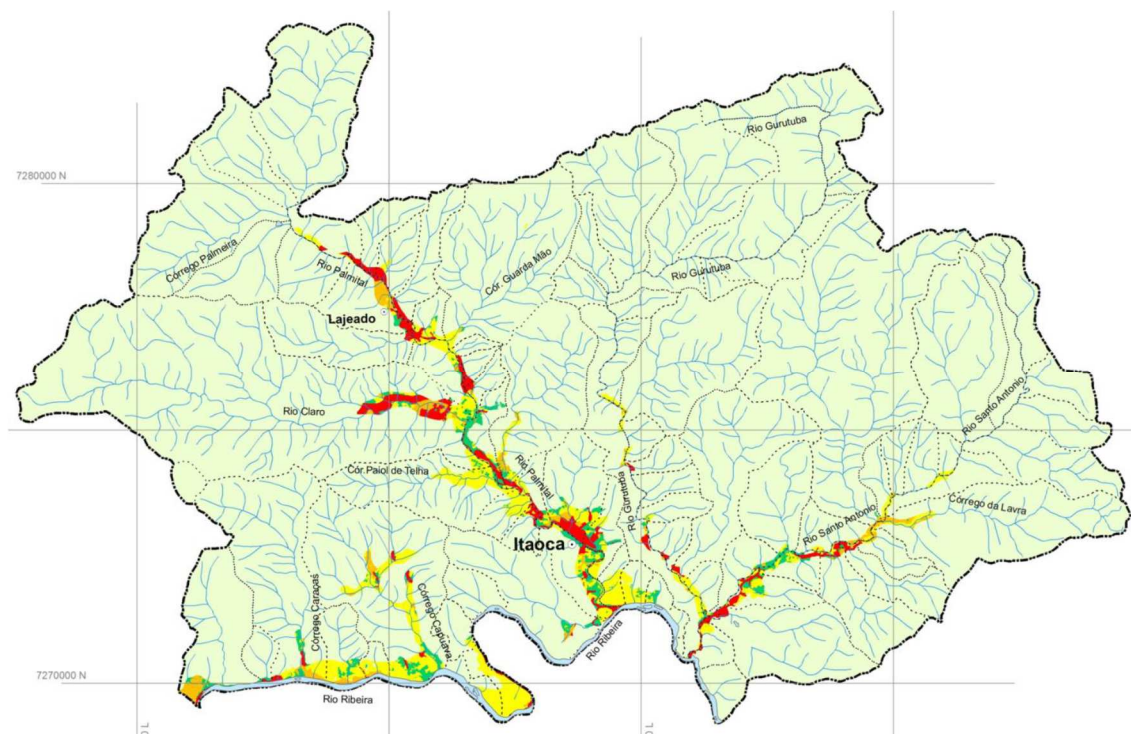 Rio Gurutuba
7280000 N
Córrego Palmeira
Rio Palmital
Cór. Guarda Mão
Rio Gurutuba
Lajeado
Rio Santo Antonio
Rio Claro
Cór. Paiol de Telha
Rio Palmital
Rio Gurutuba
Rio Santo Antônio
Córrego da Lavra
Itaoca
Córrego Caraças
Córrego Capuava
Rio Ribeira
7270000 N
Rio Ribeira